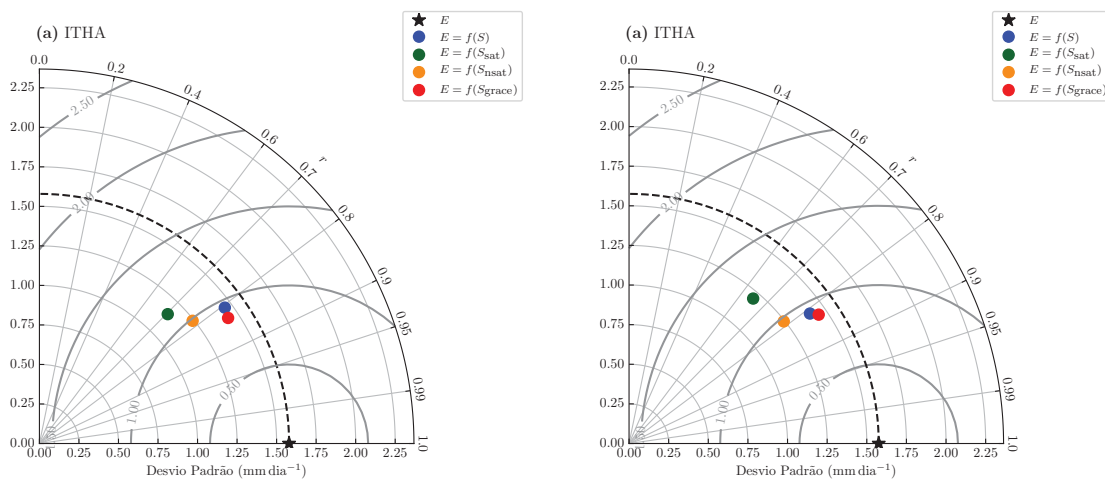 (a) ITHA
E
E = f(S)
E = f(S_sat)
E = f(S_nsat)
E = f(S_grace)
0.0
0.2
0.4
0.6
r
0.7
0.8
0.9
0.95
0.99
1.0
2.25
2.00
1.75
1.50
1.25
1.00
0.75
0.50
0.25
0.00
2.50
2.00
1.00
0.50
0.00 0.25 0.50 0.75 1.00 1.25 1.50 1.75 2.00 2.25
Desvio Padrão (mm dia⁻¹)
(a) ITHA
E
E = f(S)
E = f(S_sat)
E = f(S_nsat)
E = f(S_grace)
0.0
0.2
0.4
0.6
r
0.7
0.8
0.9
0.95
0.99
1.0
2.25
2.00
1.75
1.50
1.25
1.00
0.75
0.50
0.25
0.00
2.50
2.00
1.00
0.50
0.00 0.25 0.50 0.75 1.00 1.25 1.50 1.75 2.00 2.25
Desvio Padrão (mm dia⁻¹)